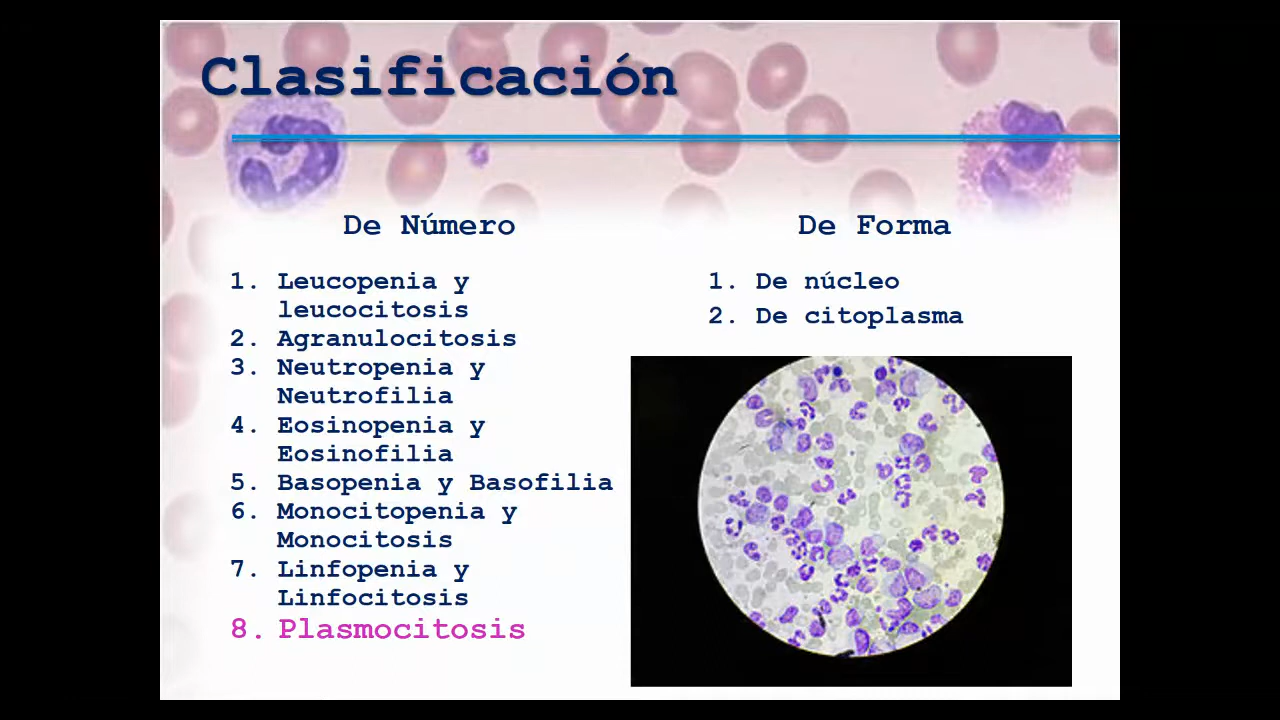 Clasificación
De Número
1. Leucopenia y
leucocitosis
2. Agranulocitosis
3. Neutropenia y
Neutrofilia
4. Eosinopenia y
Eosinofilia
5. Basopenia y Basofilia
6. Monocitopenia y
Monocitosis
7. Linfopenia y
Linfocitosis
8. Plasmocitosis
De Forma
1. De núcleo
2. De citoplasma